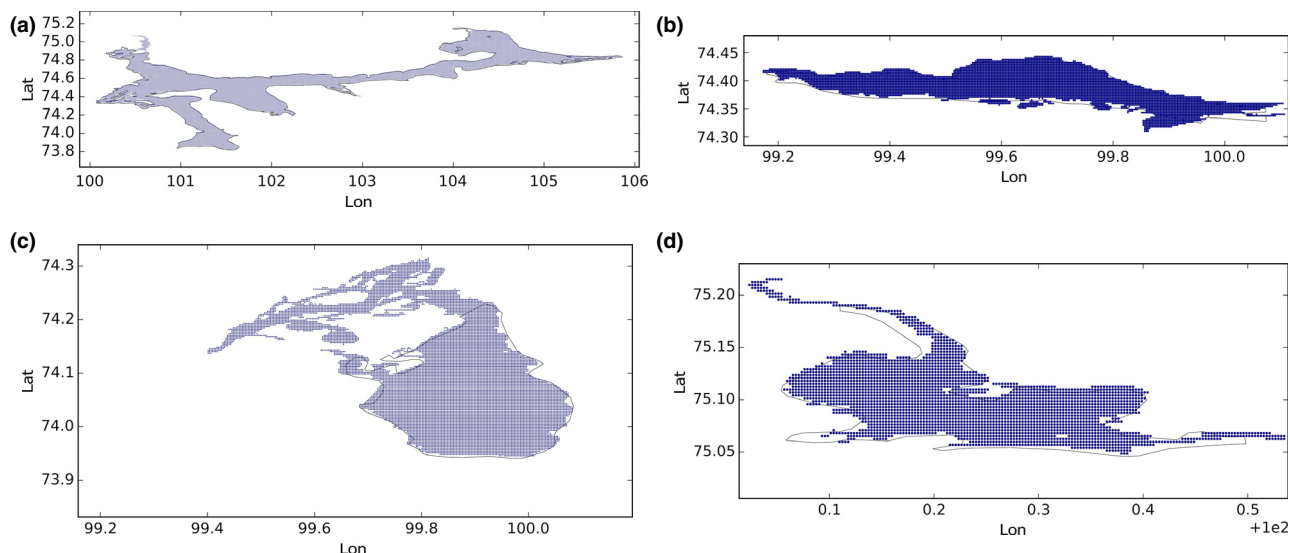 (a)
75.2
75.0
74.8
74.6
74.4
74.2
74.0
73.8
Lat
100 101 102 103 104 105 106
Lon
(b)
74.45
74.40
74.35
74.30
Lat
99.2 99.4 99.6 99.8 100.0
Lon
(c)
74.3
74.2
74.1
74.0
73.9
Lat
99.2 99.4 99.6 99.8 100.0
Lon
(d)
75.20
75.15
75.10
75.05
Lat
0.1 0.2 0.3 0.4 0.5
Lon
+1e2